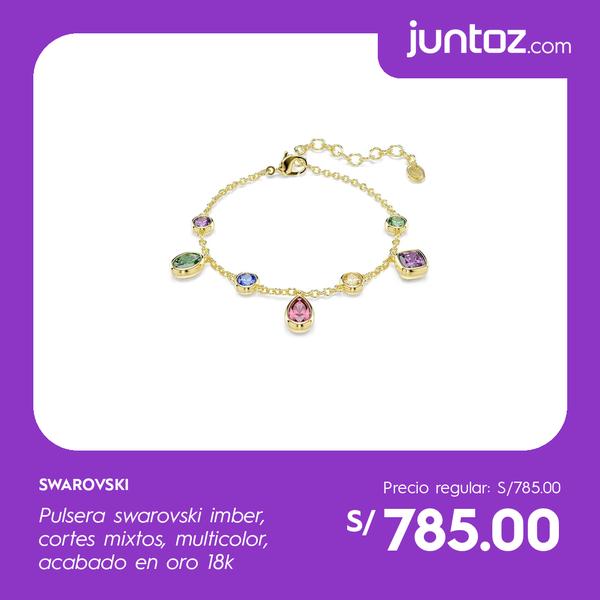 juntoz.com
SWAROVSKI
Pulsera swarovski imber,
cortes mixtos, multicolor,
acabado en oro 18k
Precio regular: S/785.00
S/ 785.00